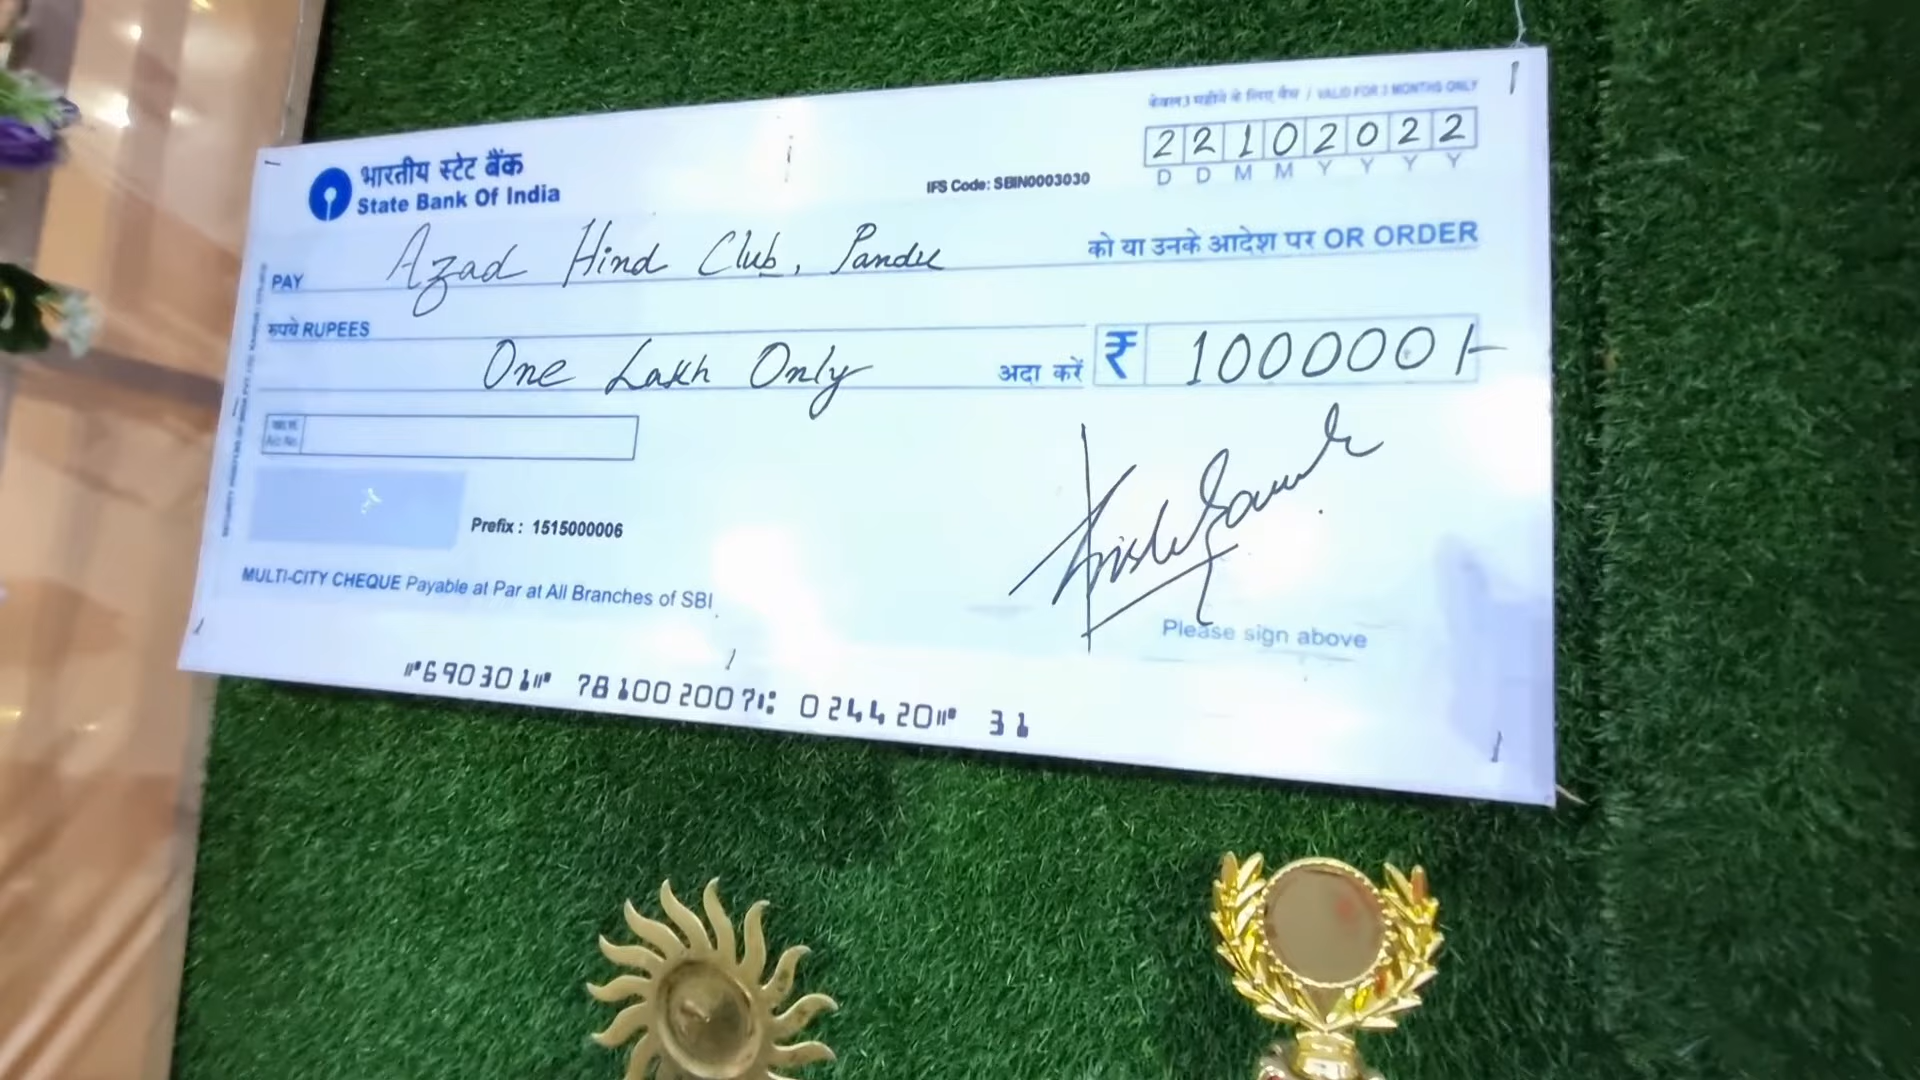 केवल 3 महीने के लिए वैध / VALID FOR 3 MONTHS ONLY
22102022
D D M M Y Y Y Y
भारतीय स्टेट बैंक
State Bank Of India
IFS Code: SBIN0003030
PAY Azad Hind Club, Pandu को या उनके आदेश पर OR ORDER
रुपये RUPEES One Lakh Only अदा करें ₹ 100000/-
A/c No.
Prefix : 1515000006
MULTI-CITY CHEQUE Payable at Par at All Branches of SBI
Please sign above
⑈690301⑈ 781002007⑆ 024420⑈ 31